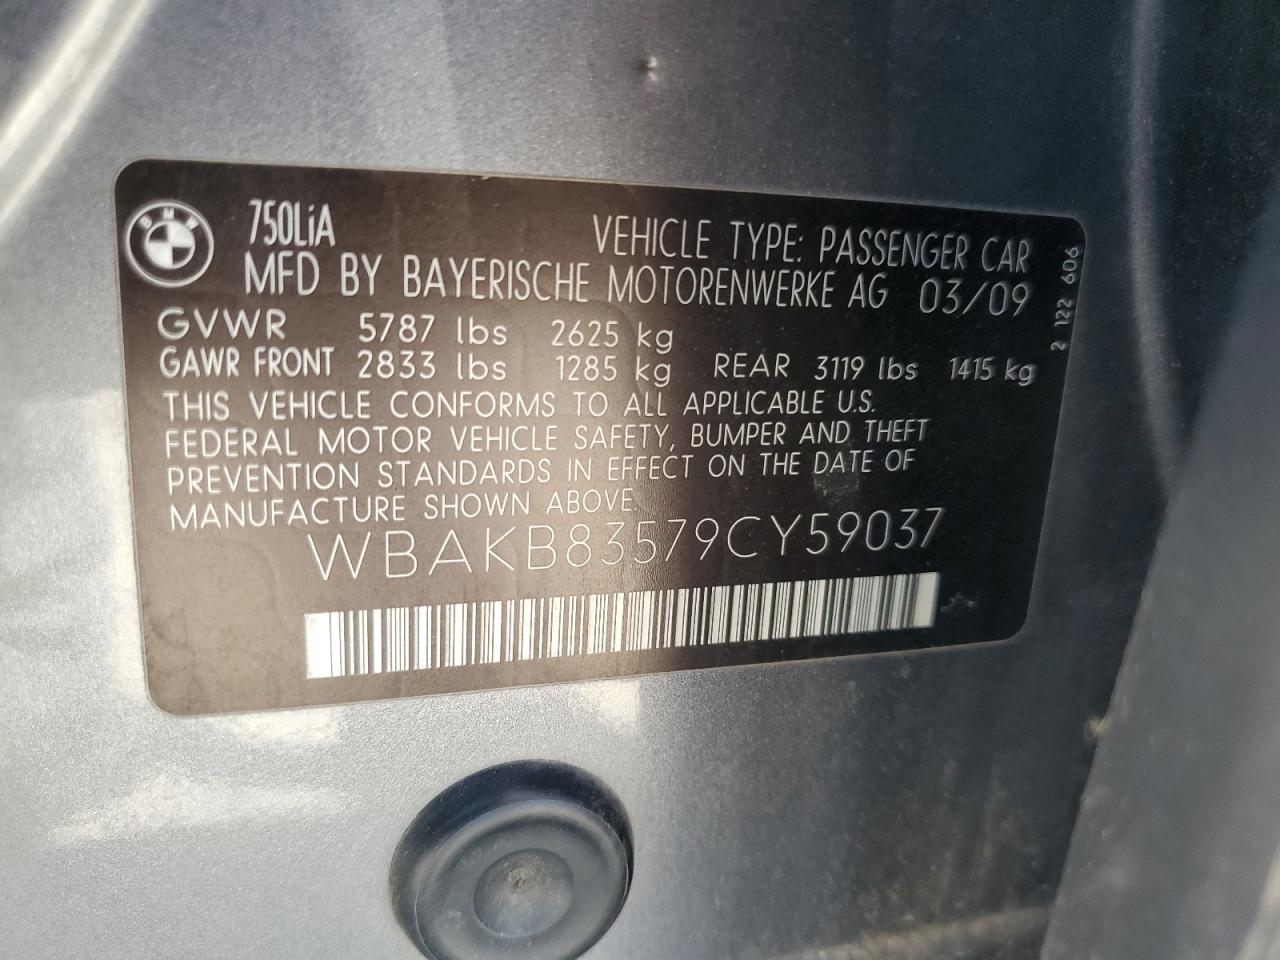 BMW
750LiA VEHICLE TYPE: PASSENGER CAR
MFD BY BAYERISCHE MOTORENWERKE AG 03/09
GVWR 5787 lbs 2625 kg
GAWR FRONT 2833 lbs 1285 kg REAR 3119 lbs 1415 kg
THIS VEHICLE CONFORMS TO ALL APPLICABLE U.S.
FEDERAL MOTOR VEHICLE SAFETY, BUMPER AND THEFT
PREVENTION STANDARDS IN EFFECT ON THE DATE OF
MANUFACTURE SHOWN ABOVE.
WBAKB83579CY59037
2 122 606